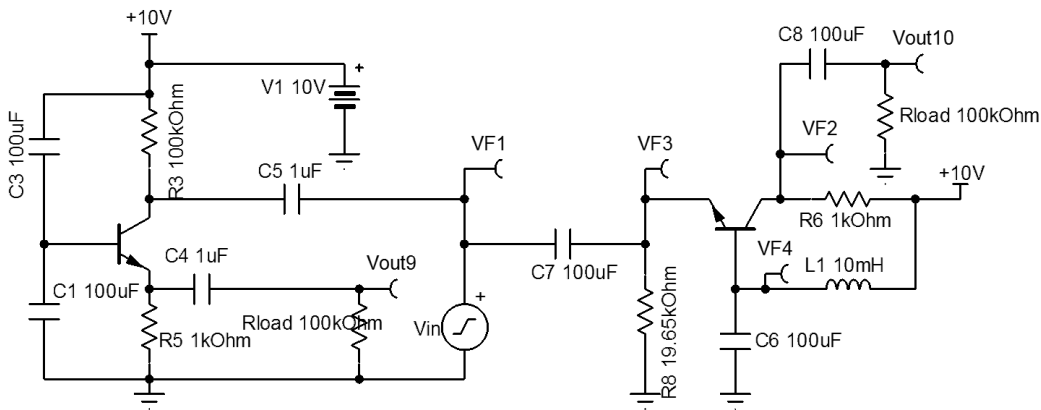 +10V
C8 100uF
Vout10
V1 10V
+
Rload 100kOhm
C3 100uF
R3 100kOhm
C5 1uF
VF1
VF3
VF2
+10V
R6 1kOhm
C4 1uF
Vout9
C7 100uF
VF4
L1 10mH
C1 100uF
R5 1kOhm
Rload 100kOhm
Vin
+
R8 19.65kOhm
C6 100uF